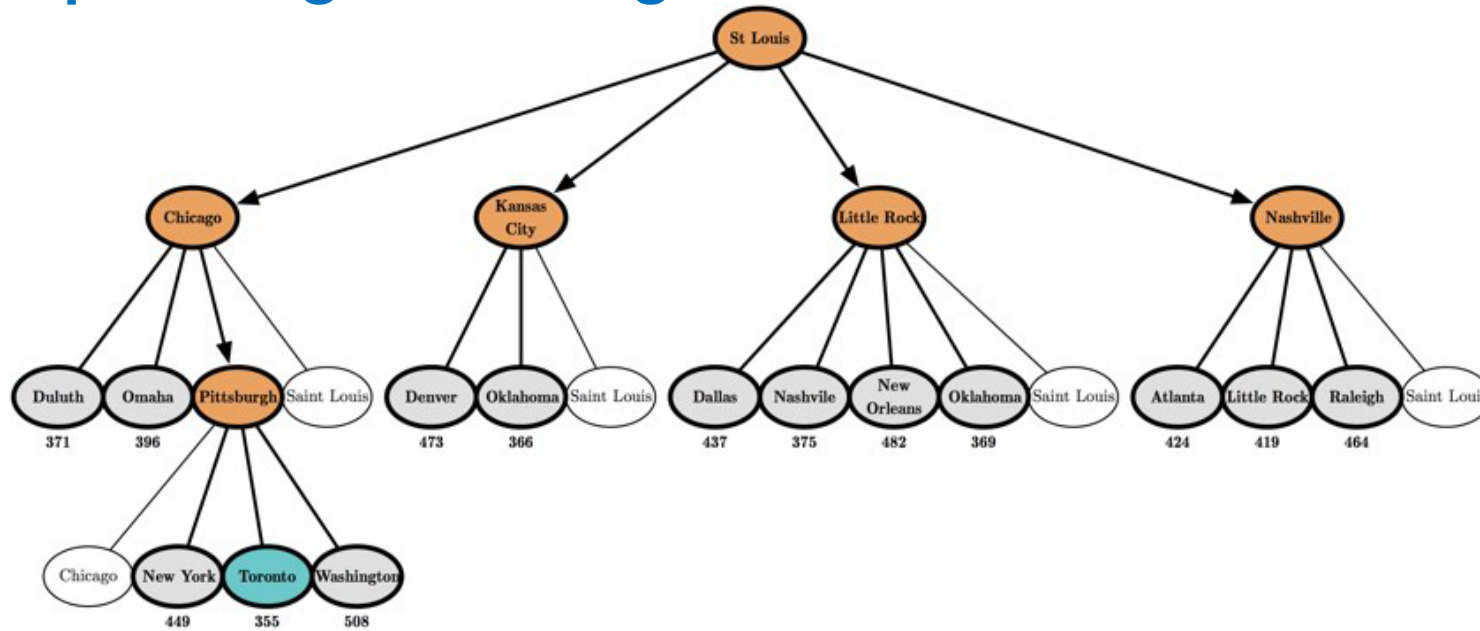 St Louis
Chicago
Kansas
City
Little Rock
Nashville
Duluth
Omaha
Pittsburgh
Saint Louis
Denver
Oklahoma
Saint Louis
Dallas
Nashvile
New
Orleans
Oklahoma
Saint Louis
Atlanta
Little Rock
Raleigh
Saint Loui
371
396
473
366
437
375
482
369
424
419
464
Chicago
New York
Toronto
Washington
449
355
508